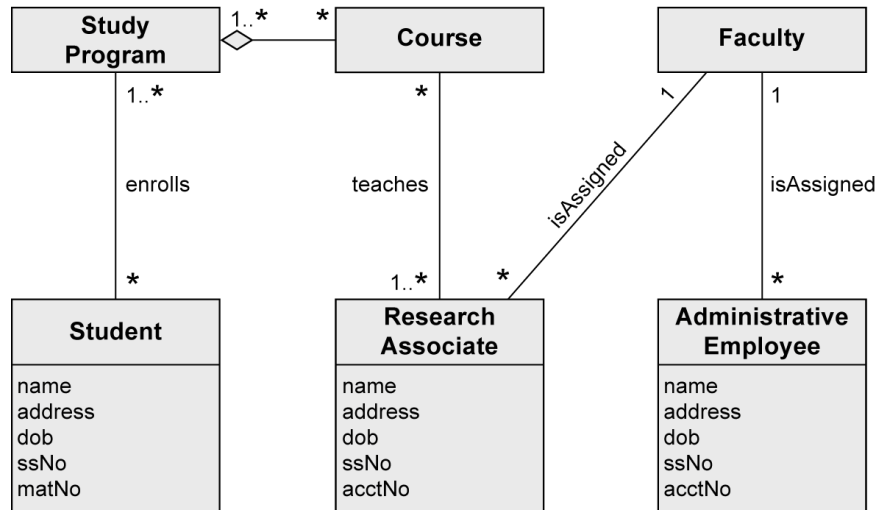 Study
Program
1..*
*
Course
Faculty
1..*
*
1
1
enrolls
teaches
isAssigned
isAssigned
*
1..*
*
*
Student
name
address
dob
ssNo
matNo
Research
Associate
name
address
dob
ssNo
acctNo
Administrative
Employee
name
address
dob
ssNo
acctNo